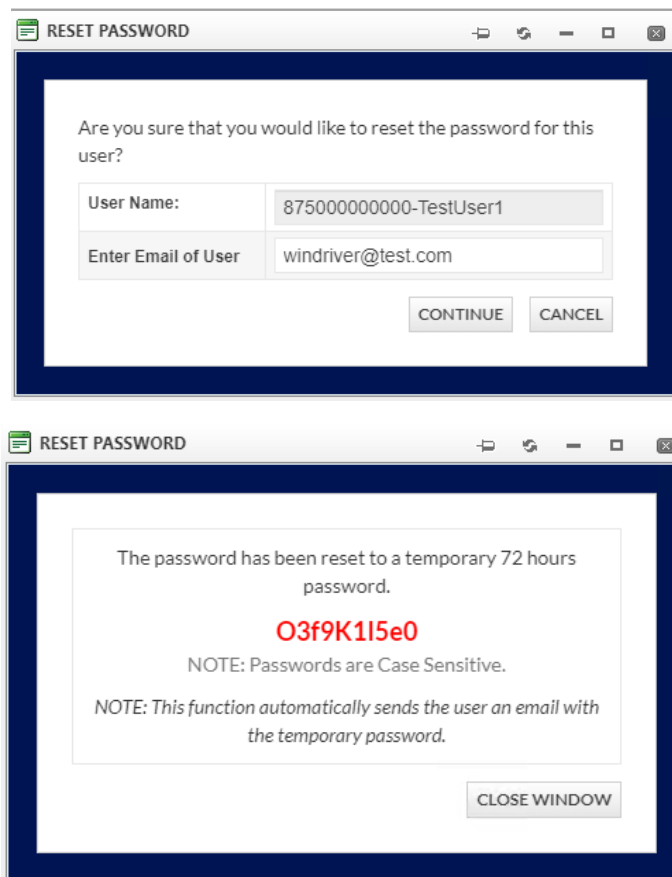 RESET PASSWORD
Are you sure that you would like to reset the password for this
user?
User Name:
875000000000-TestUser1
Enter Email of User
windriver@test.com
CONTINUE
CANCEL
RESET PASSWORD
The password has been reset to a temporary 72 hours
password.
O3f9K1I5e0
NOTE: Passwords are Case Sensitive.
NOTE: This function automatically sends the user an email with
the temporary password.
CLOSE WINDOW